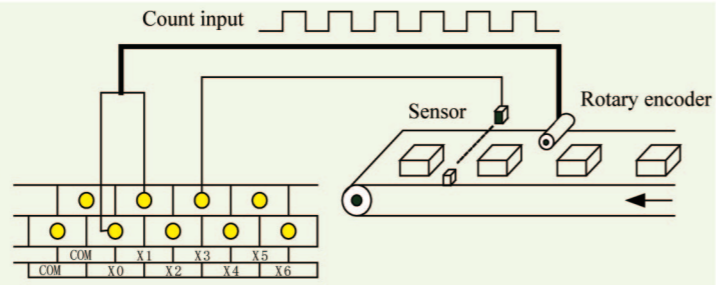 Count input
Rotary encoder
Sensor
COM X1 X3 X5
COM X0 X2 X4 X6